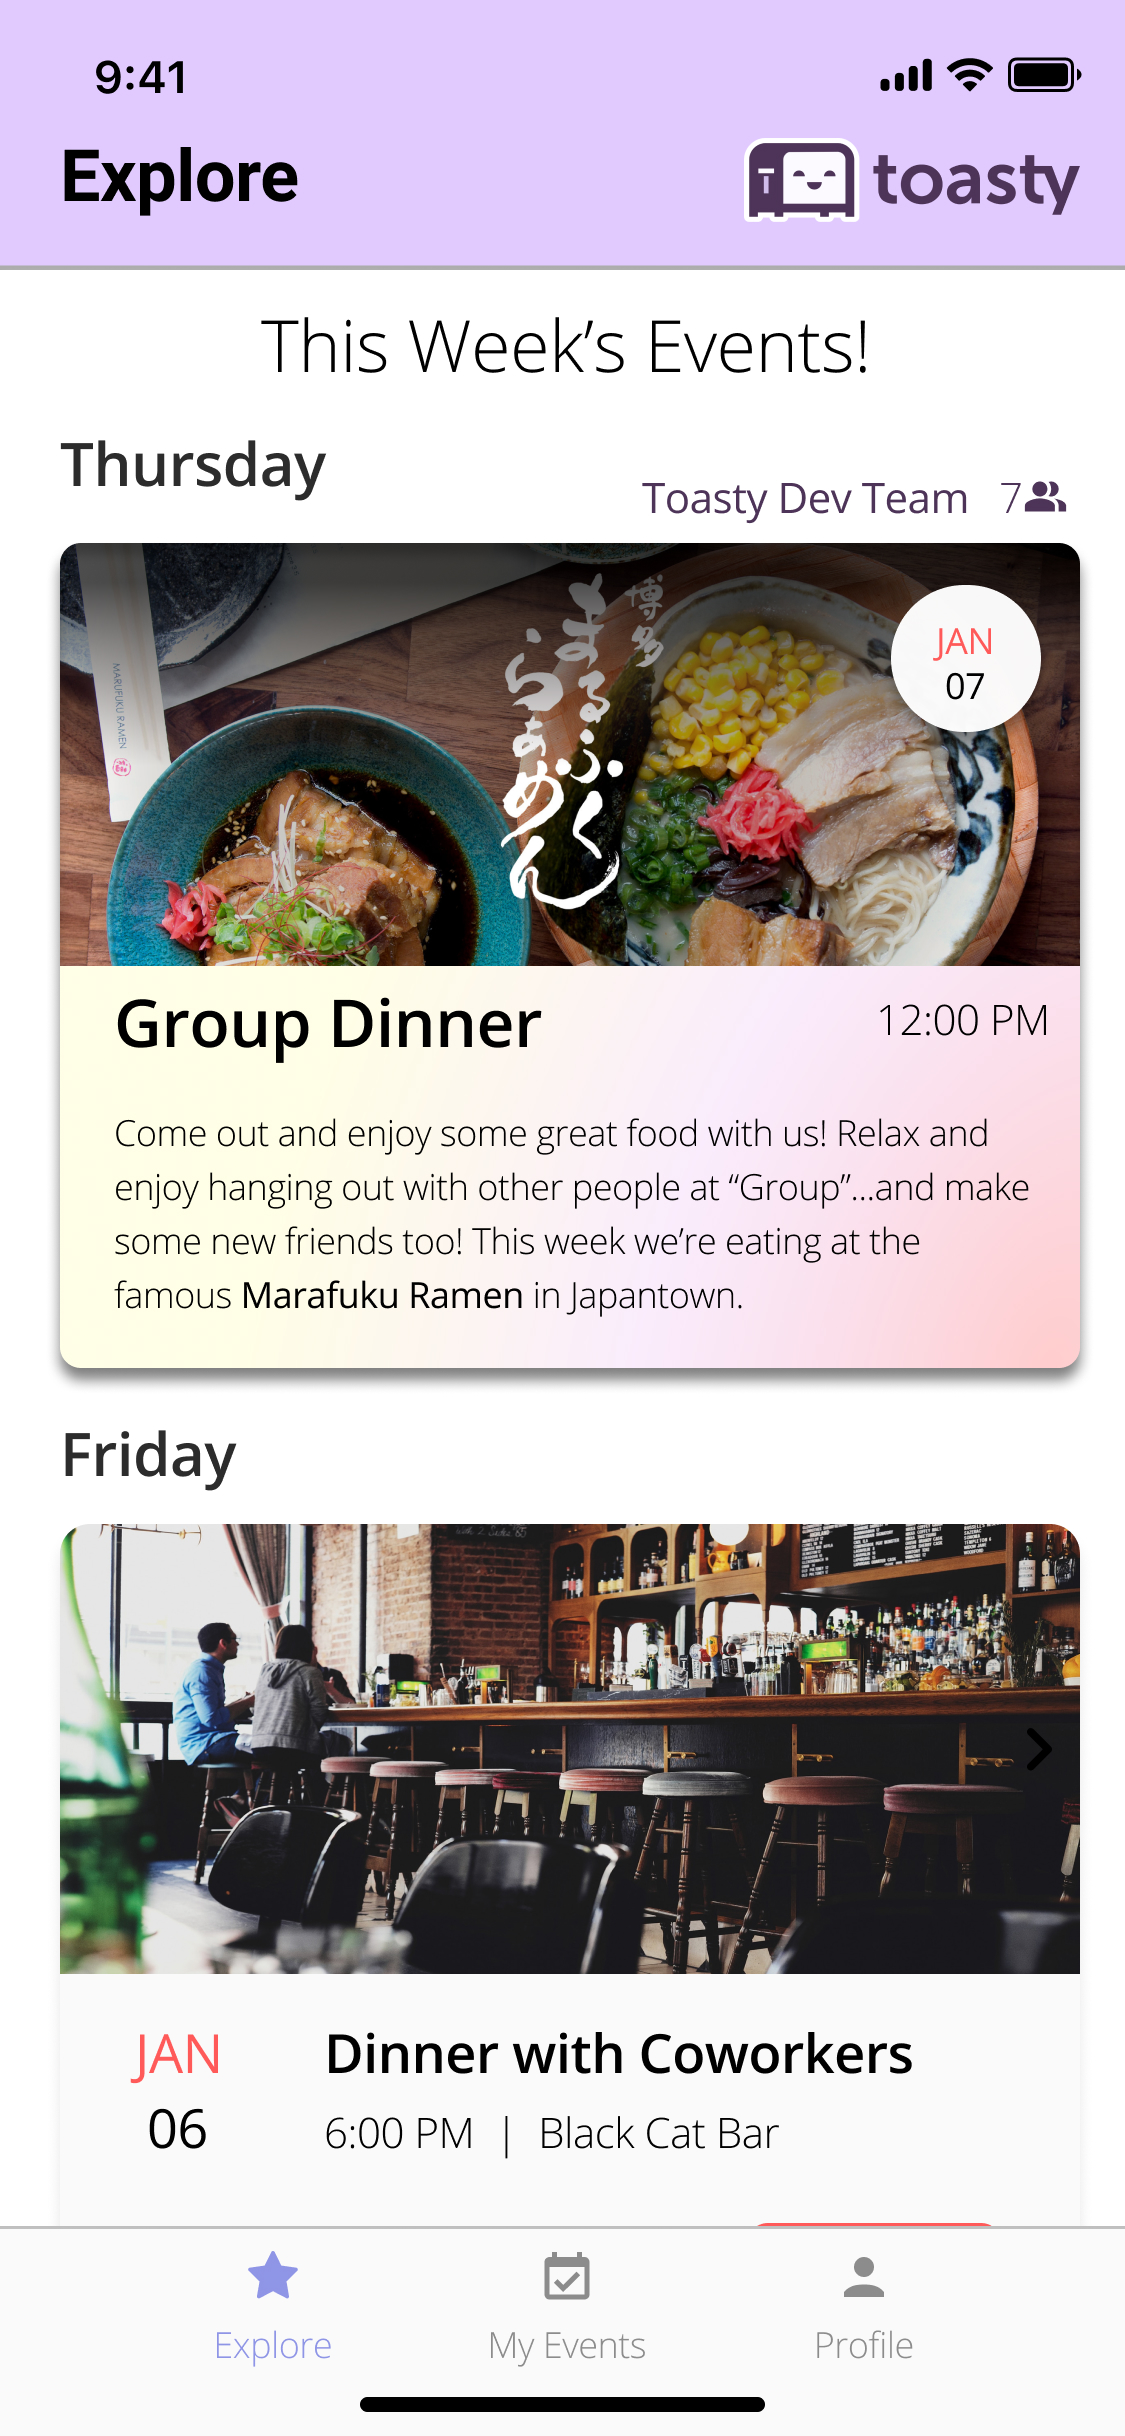 9:41
Explore
toasty
This Week’s Events!
Thursday
Toasty Dev Team 7
博多
まるふく
らぁめん
MARUFUKU RAMEN
JAN
07
Group Dinner
12:00 PM
Come out and enjoy some great food with us! Relax and
enjoy hanging out with other people at “Group”...and make
some new friends too! This week we’re eating at the
famous Marafuku Ramen in Japantown.
Friday
JAN
06
Dinner with Coworkers
6:00 PM | Black Cat Bar
Explore
My Events
Profile